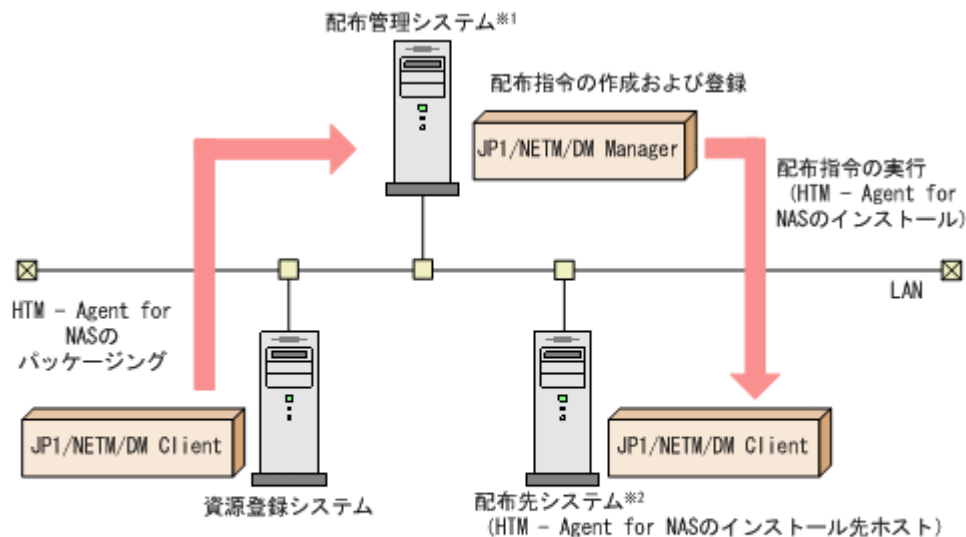 配布管理システム※1
配布指令の作成および登録
JP1/NETM/DM Manager
配布指令の実行
(HTM - Agent for
NASのインストール)
LAN
HTM - Agent for
NASの
パッケージング
JP1/NETM/DM Client
資源登録システム
JP1/NETM/DM Client
配布先システム※2
(HTM - Agent for NASのインストール先ホスト)